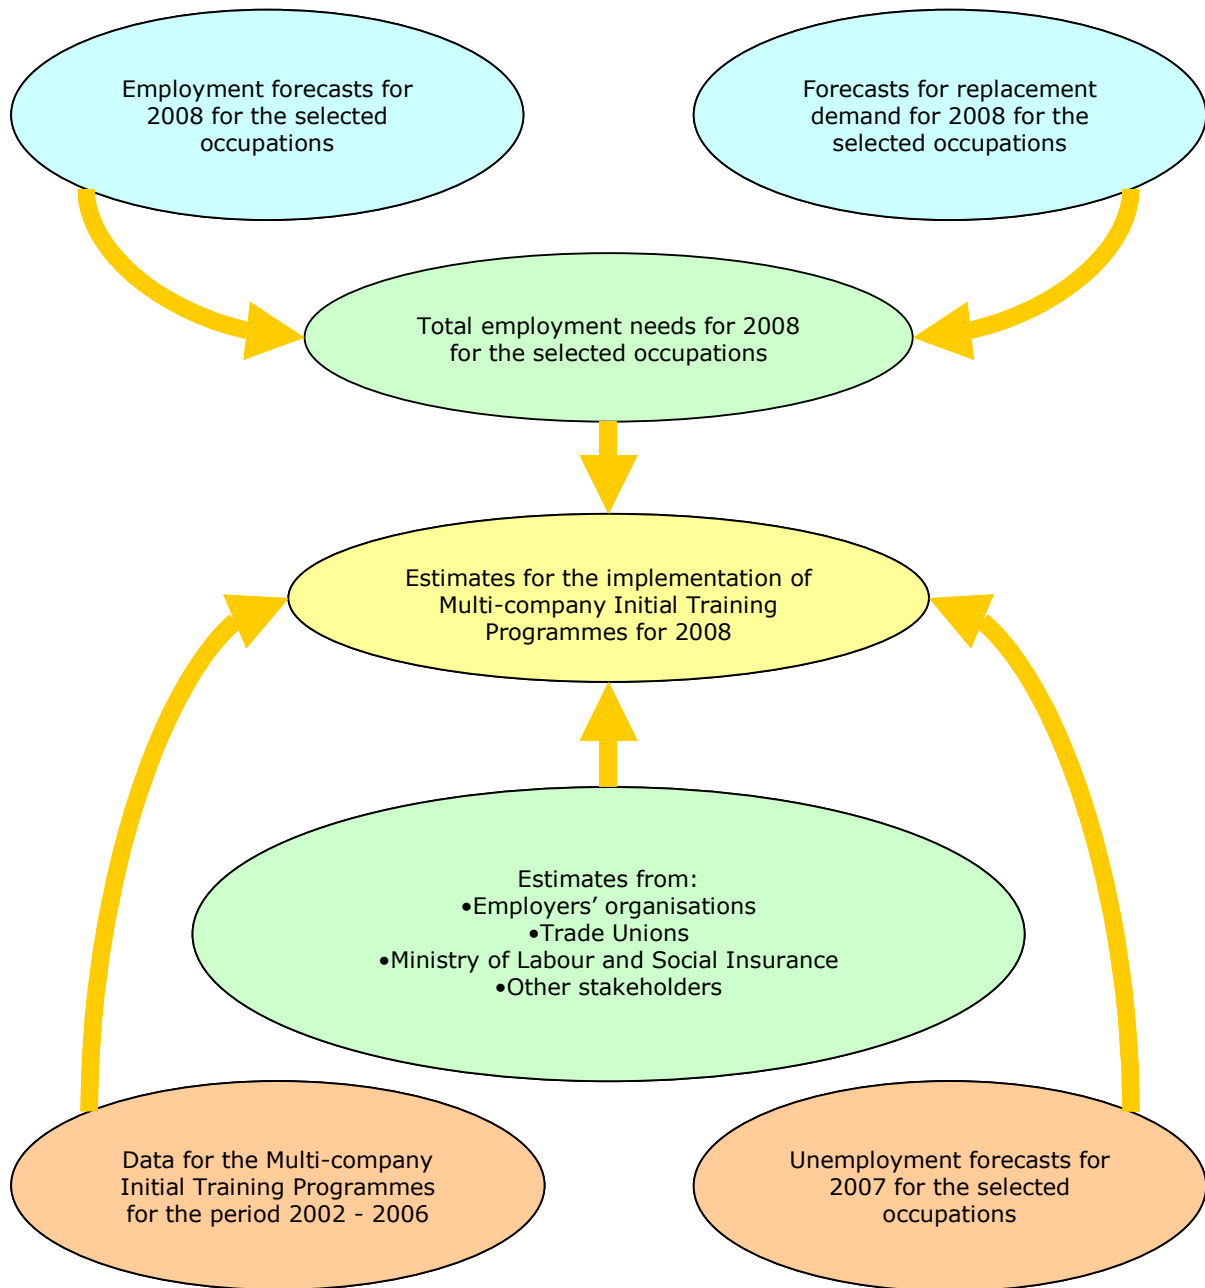 Employment forecasts for
2008 for the selected
occupations
Forecasts for replacement
demand for 2008 for the
selected occupations
Total employment needs for 2008
for the selected occupations
Estimates for the implementation of
Multi-company Initial Training
Programmes for 2008
Estimates from:
•Employers’ organisations
•Trade Unions
•Ministry of Labour and Social Insurance
•Other stakeholders
Data for the Multi-company
Initial Training Programmes
for the period 2002 - 2006
Unemployment forecasts for
2007 for the selected
occupations